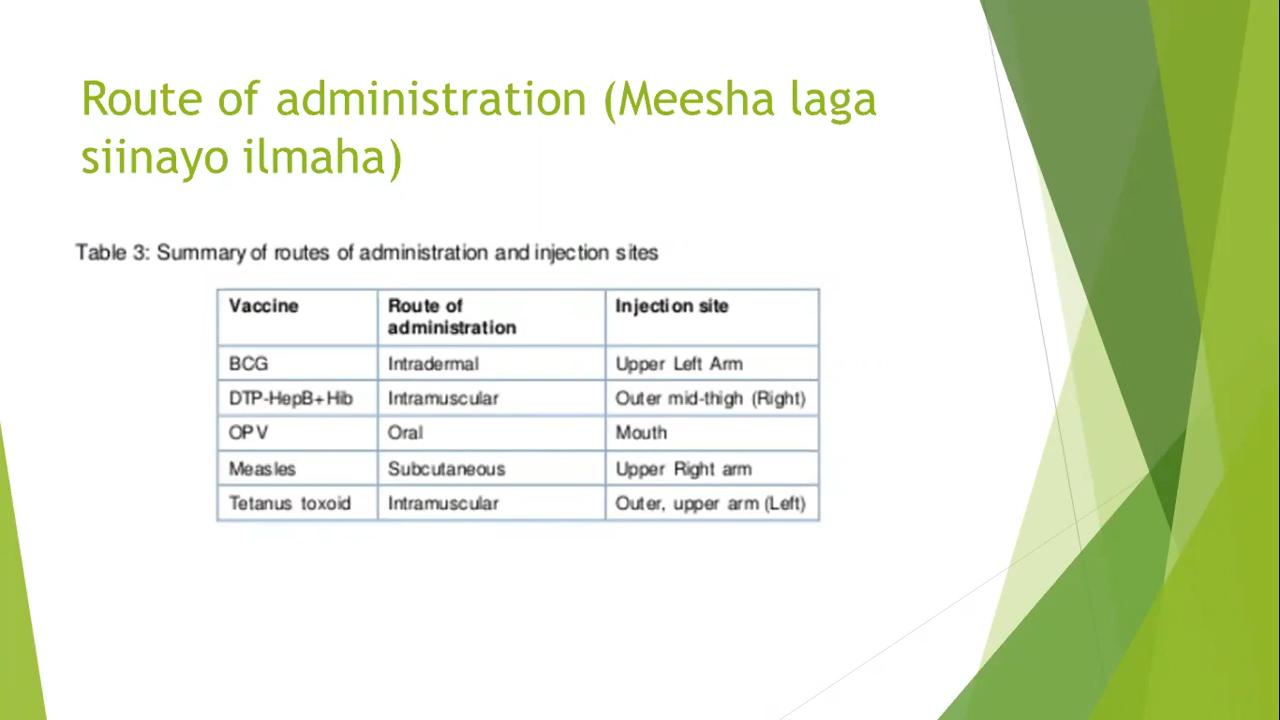 Route of administration (Meesha laga
siinayo ilmaha)
Table 3: Summary of routes of administration and injection sites
Vaccine Route of administration Injection site
BCG Intradermal Upper Left Arm
DTP-HepB+Hib Intramuscular Outer mid-thigh (Right)
OPV Oral Mouth
Measles Subcutaneous Upper Right arm
Tetanus toxoid Intramuscular Outer, upper arm (Left)